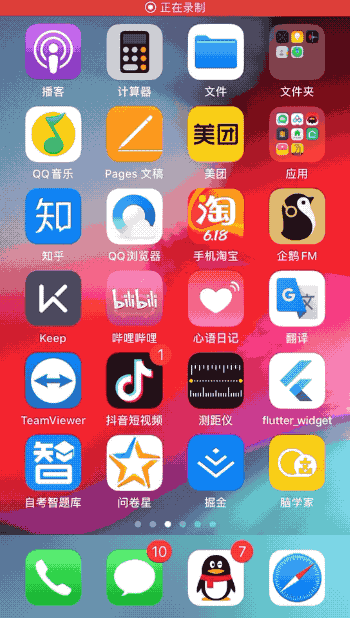 正在录制
播客 计算器 文件 文件夹
QQ音乐 Pages 文稿 美团 应用
美团
知乎 QQ浏览器 手机淘宝 企鹅FM
知
淘
6.18
Keep 哔哩哔哩 心语日记 翻译
bilibili
G 文
TeamViewer 抖音短视频 测距仪 flutter_widget
1
自考智题库 问卷星 掘金 脑学家
智
10 7